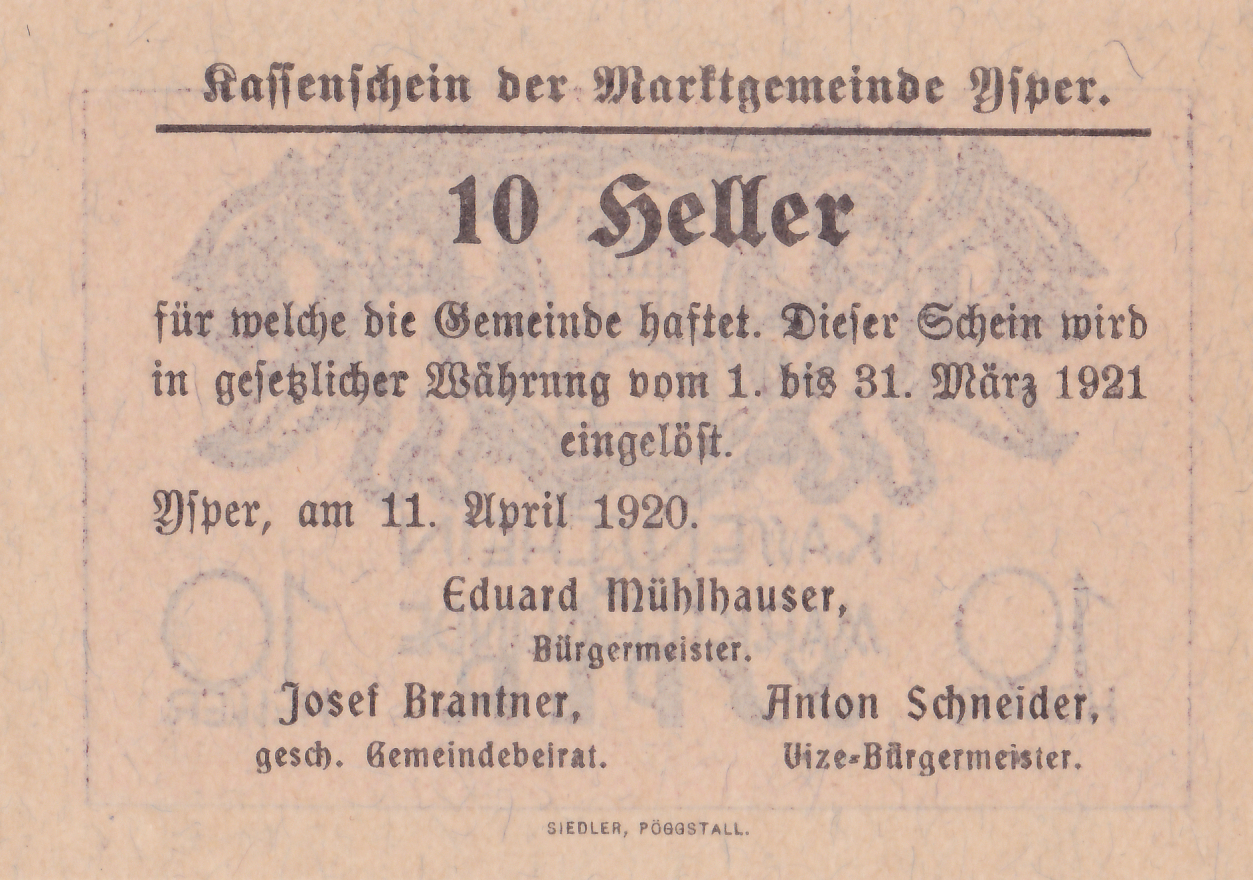 Kassenschein der Marktgemeinde Ysper.
10 Heller
für welche die Gemeinde haftet. Dieser Schein wird
in gesetzlicher Währnng vom 1. bis 31. März 1921
eingelöst.
Ysper, am 11. April 1920.
Eduard Mühlhauser,
Bürgermeister.
Josef Brantner,
gesch. Gemeindebeirat.
Anton Schneider,
Vize-Bürgermeister.
SIEDLER, PÖGGSTALL.